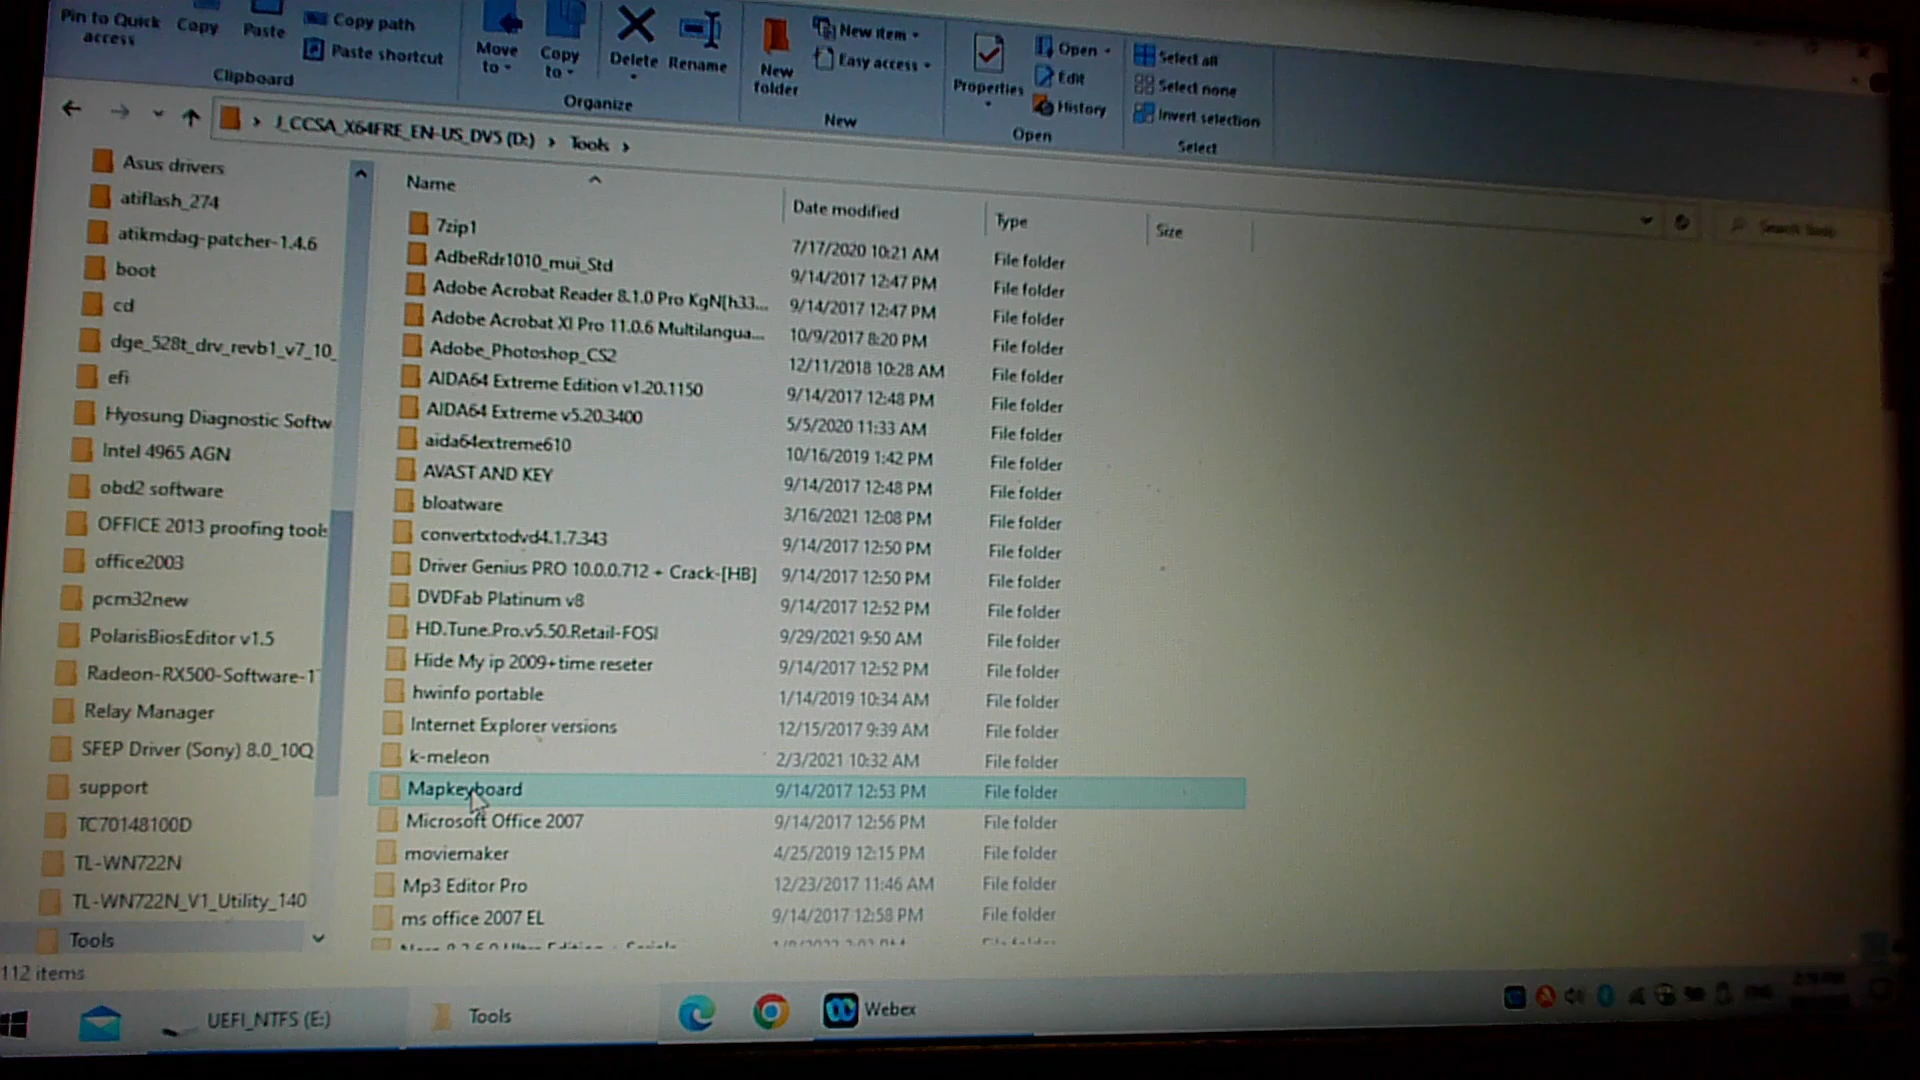 Pin to Quick access
Copy
Paste
Copy path
Paste shortcut
Clipboard
Move to
Copy to
Delete
Rename
Organize
New folder
New item
Easy access
New
Properties
Open
Edit
History
Open
Select all
Select none
Invert selection
Select
J_CCSA_X64FRE_EN-US_DV5 (D:) > Tools >
Asus drivers
atiflash_274
atikmdag-patcher-1.4.6
boot
cd
dge_528t_drv_revb1_v7_10_
efi
Hyosung Diagnostic Softw
Intel 4965 AGN
obd2 software
OFFICE 2013 proofing tools
office2003
pcm32new
PolarisBiosEditor v1.5
Radeon-RX500-Software-1
Relay Manager
SFEP Driver (Sony) 8.0_10Q
support
TC70148100D
TL-WN722N
TL-WN722N_V1_Utility_140
Tools
Name Date modified Type Size
7zip1 7/17/2020 10:21 AM File folder
AdbeRdr1010_mui_Std 9/14/2017 12:47 PM File folder
Adobe Acrobat Reader 8.1.0 Pro KgN[h33... 9/14/2017 12:47 PM File folder
Adobe Acrobat XI Pro 11.0.6 Multilangua... 10/9/2017 8:20 PM File folder
Adobe_Photoshop_CS2 12/11/2018 10:28 AM File folder
AIDA64 Extreme Edition v1.20.1150 9/14/2017 12:48 PM File folder
AIDA64 Extreme v5.20.3400 5/5/2020 11:33 AM File folder
aida64extreme610 10/16/2019 1:42 PM File folder
AVAST AND KEY 9/14/2017 12:48 PM File folder
bloatware 3/16/2021 12:08 PM File folder
convertxtodvd4.1.7.343 9/14/2017 12:50 PM File folder
Driver Genius PRO 10.0.0.712 + Crack-[HB] 9/14/2017 12:50 PM File folder
DVDFab Platinum v8 9/14/2017 12:52 PM File folder
HD.Tune.Pro.v5.50.Retail-FOSI 9/29/2021 9:50 AM File folder
Hide My ip 2009+time reseter 9/14/2017 12:52 PM File folder
hwinfo portable 1/14/2019 10:34 AM File folder
Internet Explorer versions 12/15/2017 9:39 AM File folder
k-meleon 2/3/2021 10:32 AM File folder
Mapkeyboard 9/14/2017 12:53 PM File folder
Microsoft Office 2007 9/14/2017 12:56 PM File folder
moviemaker 4/25/2019 12:15 PM File folder
Mp3 Editor Pro 12/23/2017 11:46 AM File folder
ms office 2007 EL 9/14/2017 12:58 PM File folder
112 items
UEFI_NTFS (E:)
Tools
Webex